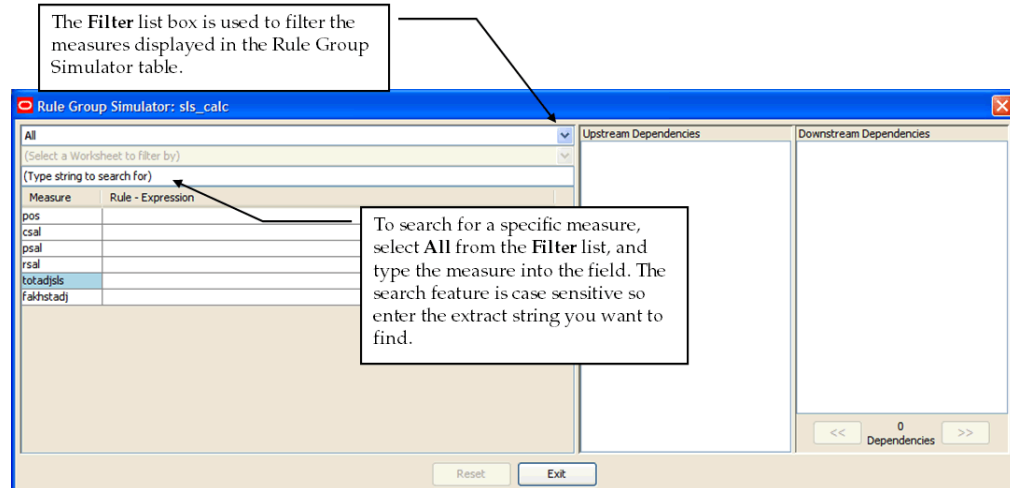 The Filter list box is used to filter the
measures displayed in the Rule Group
Simulator table.
Rule Group Simulator: sls_calc
All
Upstream Dependencies
Downstream Dependencies
(Select a Worksheet to filter by)
(Type string to search for)
Measure Rule - Expression
pos
csal
psal
rsal
totadjsls
fakhstadj
To search for a specific measure,
select All from the Filter list, and
type the measure into the field. The
search feature is case sensitive so
enter the extract string you want to
find.
<< 0 >>
Dependencies
Reset Exit